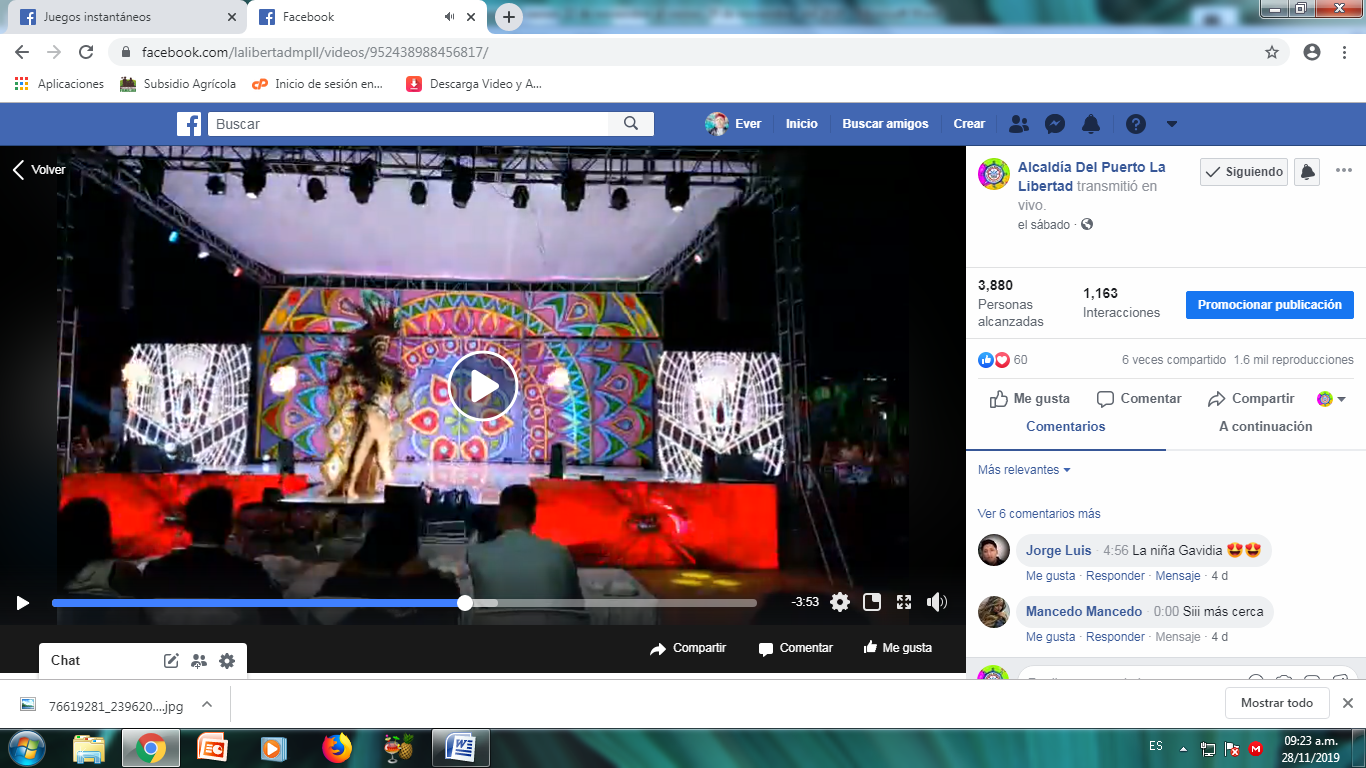 Juegos instantáneos
Facebook
facebook.com/lalibertadmpll/videos/952438988456817/
Aplicaciones
Subsidio Agrícola
Inicio de sesión en...
Descarga Video y A...
Buscar
Ever
Inicio
Buscar amigos
Crear
Volver
Alcaldía Del Puerto La
Libertad transmitió en
vivo.
el sábado ·
Siguiendo
3,880
Personas
alcanzadas
1,163
Interacciones
Promocionar publicación
60
6 veces compartido 1.6 mil reproducciones
Me gusta
Comentar
Compartir
Comentarios
A continuación
Más relevantes
Ver 6 comentarios más
Jorge Luis · 4:56 La niña Gavidia 😍😍
Me gusta · Responder · Mensaje · 4 d
Mancedo Mancedo · 0:00 Siii más cerca
Me gusta · Responder · Mensaje · 4 d
-3:53
Compartir
Comentar
Me gusta
Chat
76619281_239620....jpg
Mostrar todo
ES
09:23 a.m.
28/11/2019